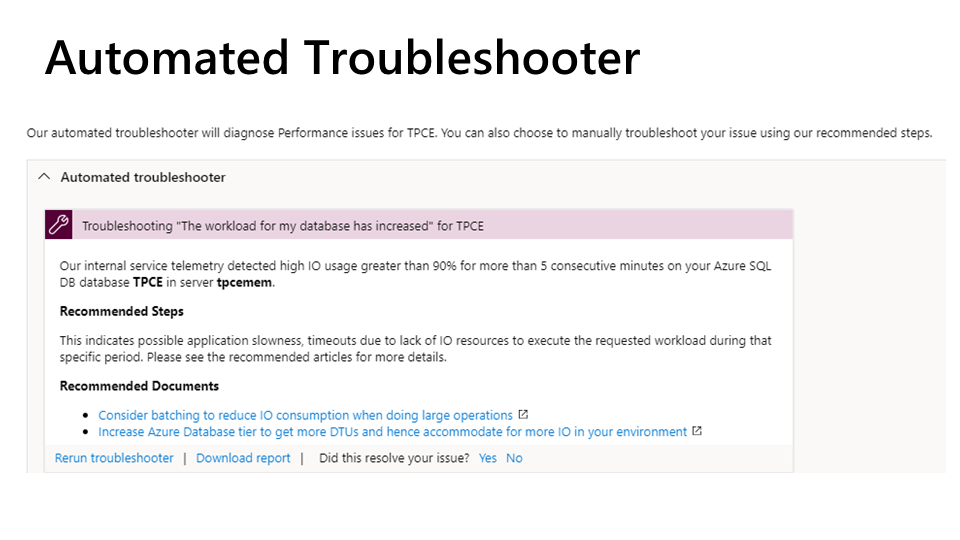 Automated Troubleshooter
Our automated troubleshooter will diagnose Performance issues for TPCE. You can also choose to manually troubleshoot your issue using our recommended steps.
Automated troubleshooter
Troubleshooting "The workload for my database has increased" for TPCE
Our internal service telemetry detected high IO usage greater than 90% for more than 5 consecutive minutes on your Azure SQL
DB database TPCE in server tpcemem.
Recommended Steps
This indicates possible application slowness, timeouts due to lack of IO resources to execute the requested workload during that
specific period. Please see the recommended articles for more details.
Recommended Documents
• Consider batching to reduce IO consumption when doing large operations
• Increase Azure Database tier to get more DTUs and hence accommodate for more IO in your environment
Rerun troubleshooter | Download report | Did this resolve your issue? Yes No